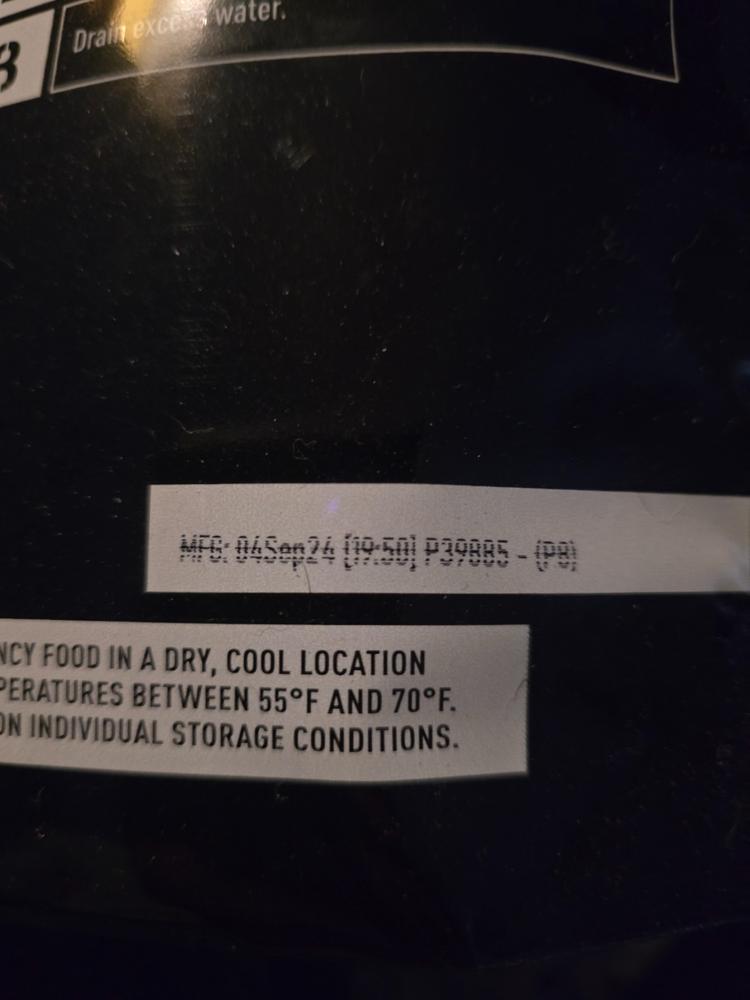 Drain excess water.
3
MFG: 04Sep24 [19:50] P39885 - (P8)
NCY FOOD IN A DRY, COOL LOCATION
PERATURES BETWEEN 55°F AND 70°F.
ON INDIVIDUAL STORAGE CONDITIONS.